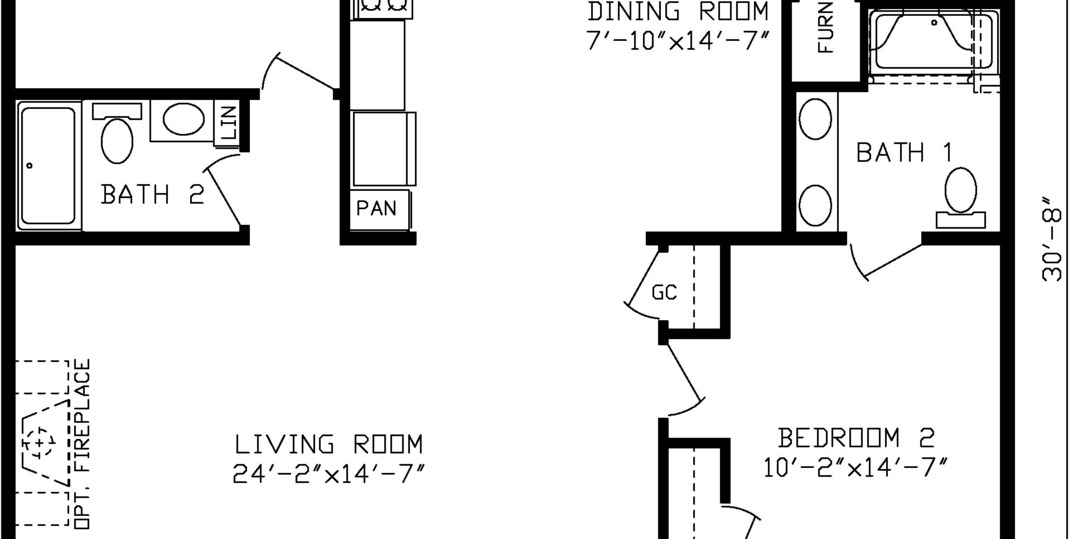 DINING ROOM
7'-10"x14'-7"
FURN
LIN
BATH 1
BATH 2
PAN
30'-8"
GC
OPT. FIREPLACE
LIVING ROOM
24'-2"x14'-7"
BEDROOM 2
10'-2"x14'-7"